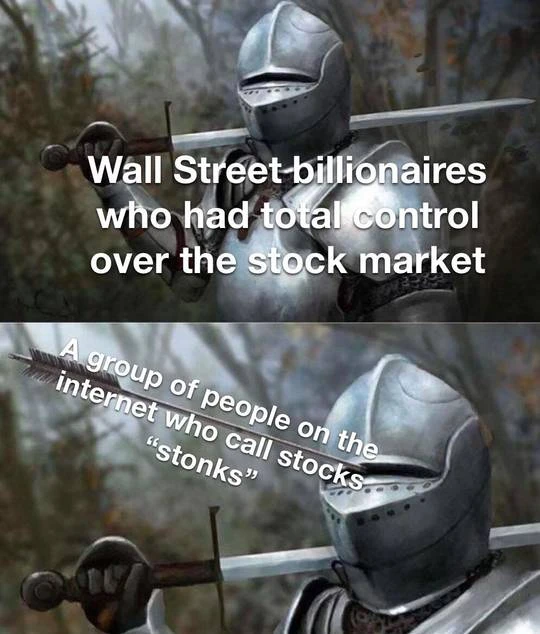 Wall Street billionaires
who had total control
over the stock market
A group of people on the
internet who call stocks
“stonks”